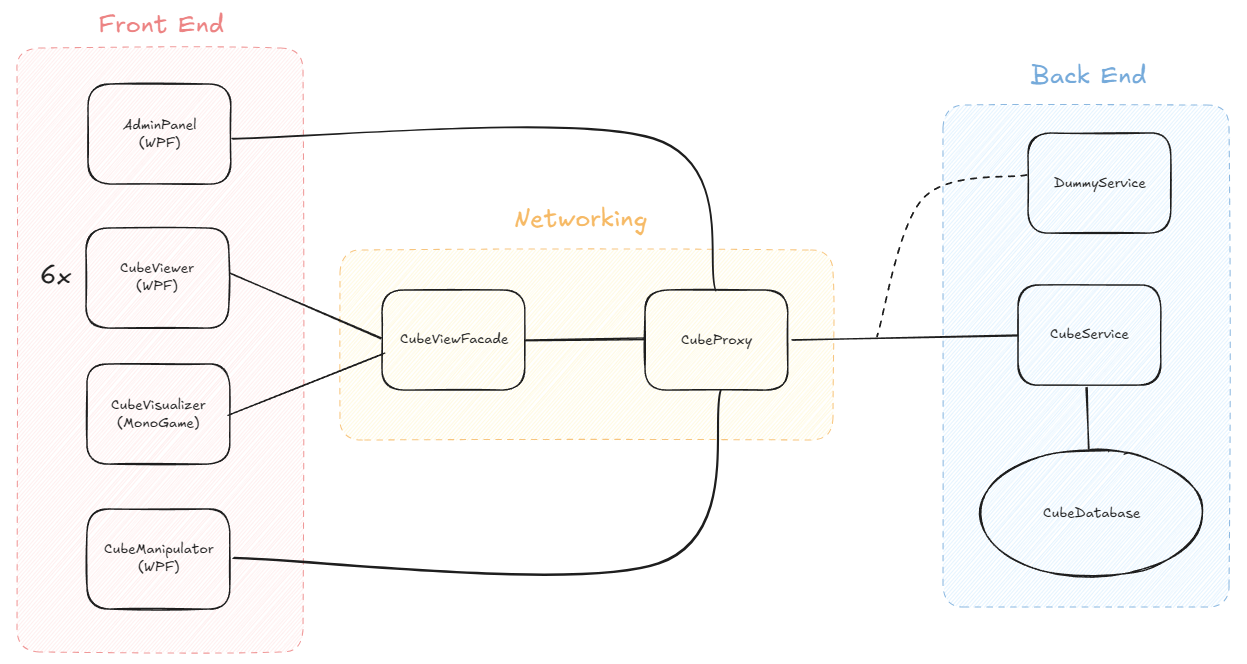 Front End
AdminPanel
(WPF)
6x
CubeViewer
(WPF)
CubeVisualizer
(MonoGame)
CubeManipulator
(WPF)
Networking
CubeViewFacade
CubeProxy
Back End
DummyService
CubeService
CubeDatabase